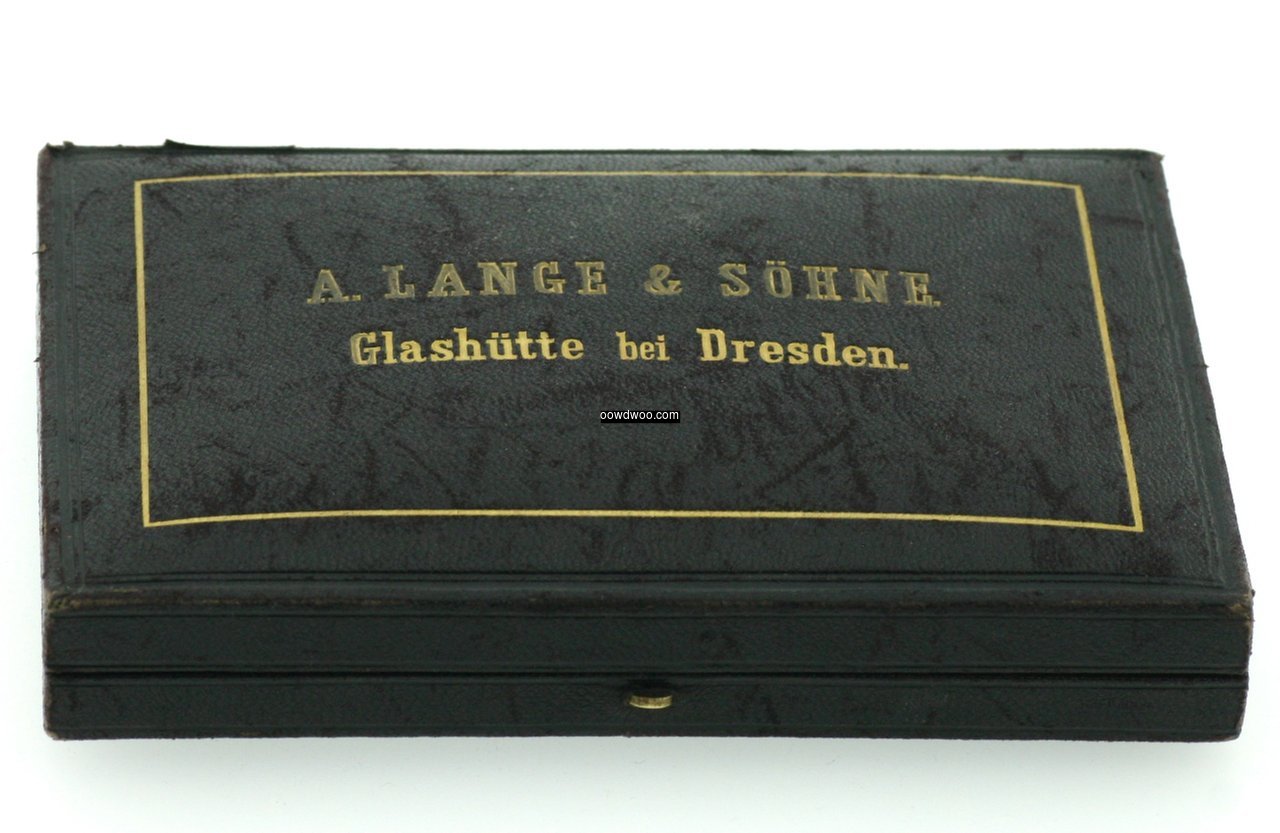 A. LANGE & SÖHNE.
Glashütte bei Dresden.
oowdwoo.com